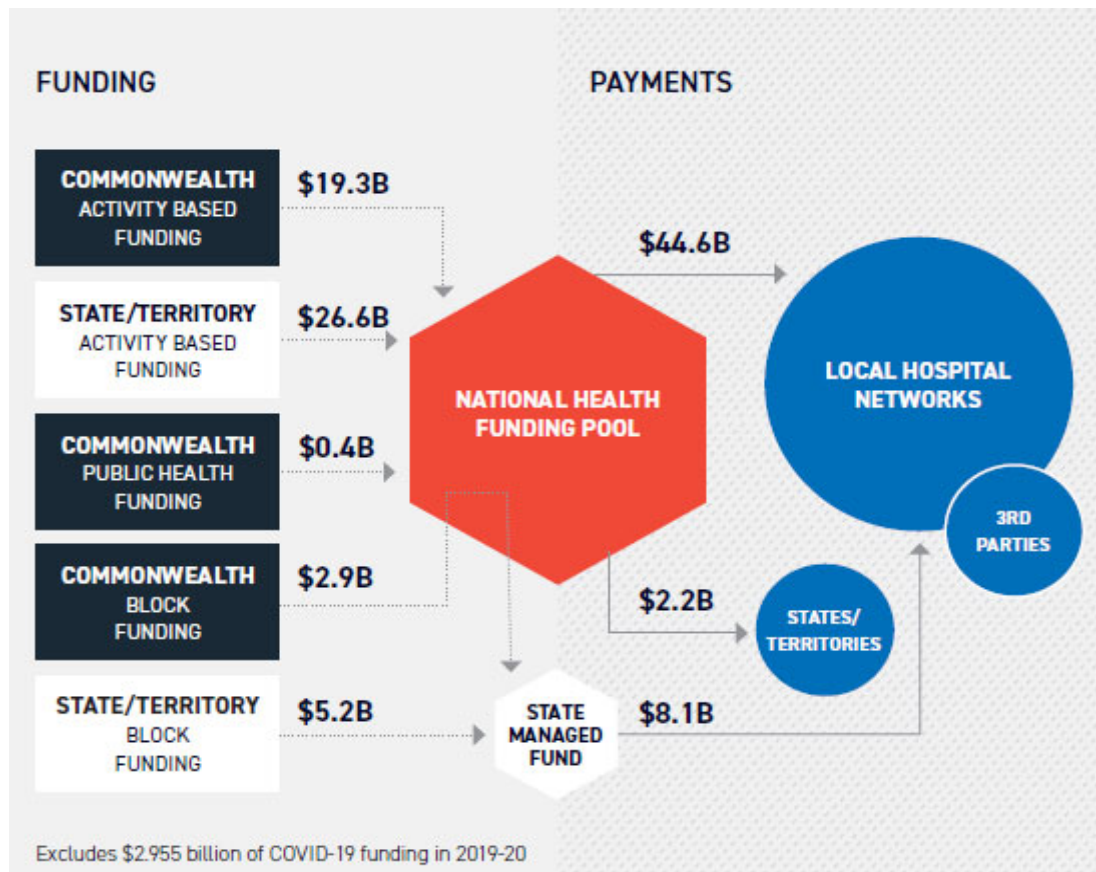 FUNDING
PAYMENTS
COMMONWEALTH
ACTIVITY BASED
FUNDING
$19.3B
STATE/TERRITORY
ACTIVITY BASED
FUNDING
$26.6B
COMMONWEALTH
PUBLIC HEALTH
FUNDING
$0.4B
COMMONWEALTH
BLOCK
FUNDING
$2.9B
STATE/TERRITORY
BLOCK
FUNDING
$5.2B
NATIONAL HEALTH
FUNDING POOL
STATE
MANAGED
FUND
$44.6B
LOCAL HOSPITAL
NETWORKS
3RD
PARTIES
$2.2B
STATES/
TERRITORIES
$8.1B
Excludes $2.955 billion of COVID-19 funding in 2019-20